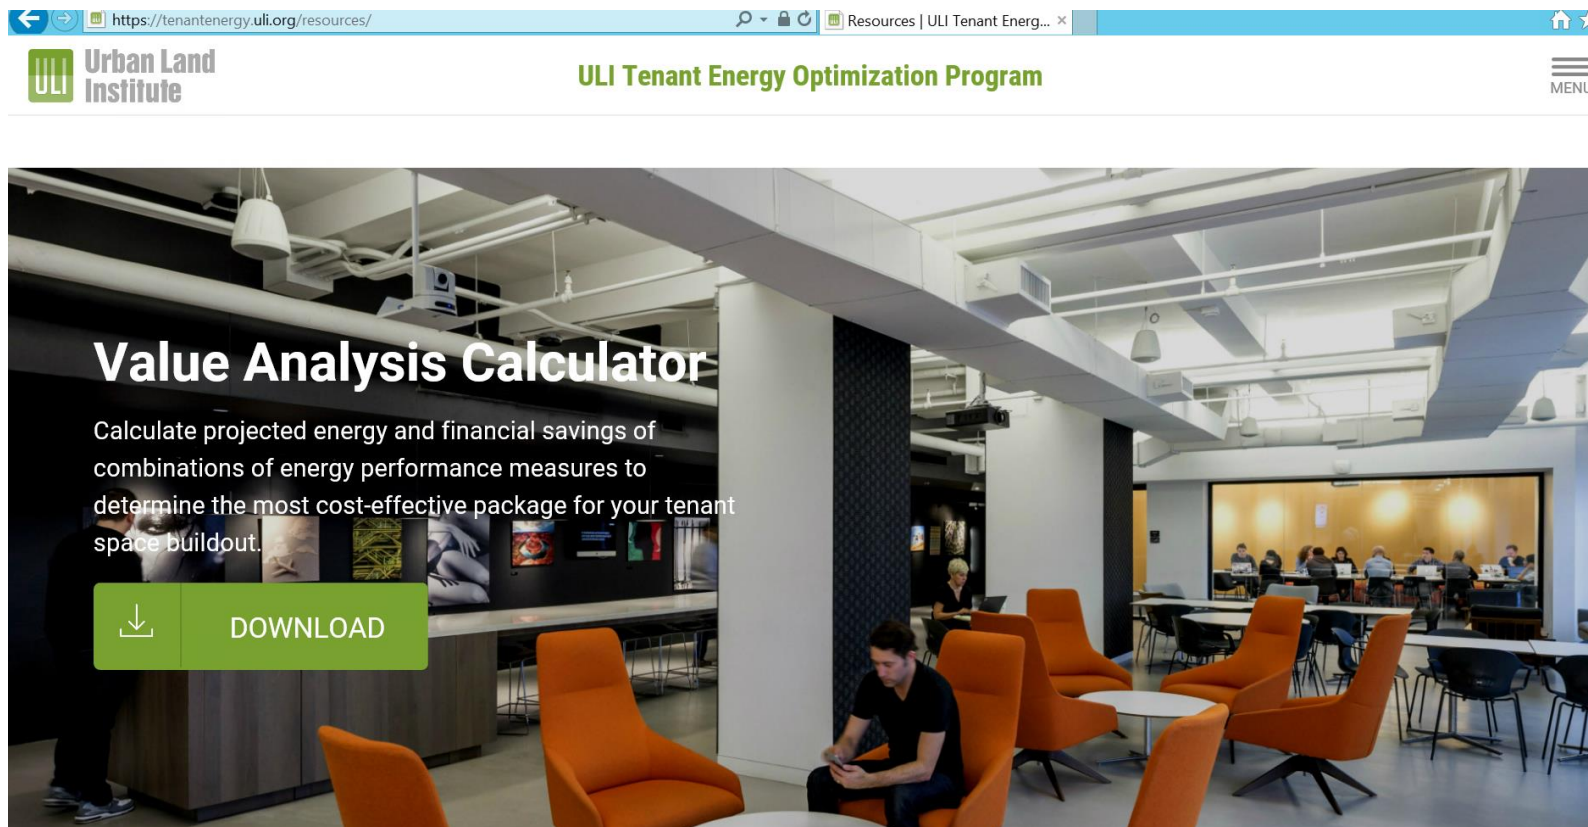 https://tenantenergy.uli.org/resources/
Resources | ULI Tenant Energ... ×
ULI
Urban Land
Institute
ULI Tenant Energy Optimization Program
MENU
Value Analysis Calculator
Calculate projected energy and financial savings of
combinations of energy performance measures to
determine the most cost-effective package for your tenant
space buildout.
DOWNLOAD